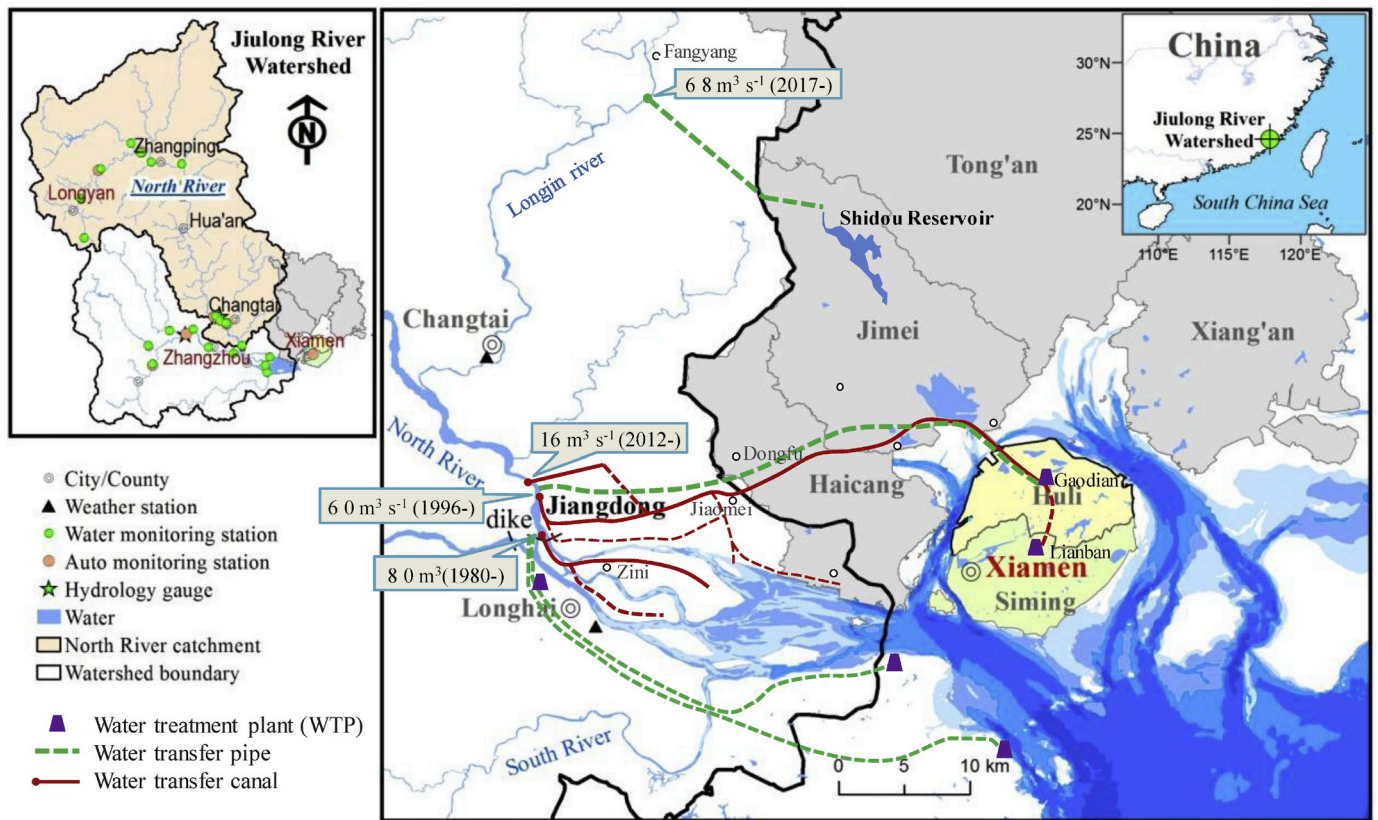 Jiulong River
Watershed
N
Zhangping
North River
Longyan
Hua'an
Changtai
Xiamen
Zhangzhou
City/County
Weather station
Water monitoring station
Auto monitoring station
Hydrology gauge
Water
North River catchment
Watershed boundary
Water treatment plant (WTP)
Water transfer pipe
Water transfer canal
Fangyang
6 8 m³ s⁻¹ (2017-)
Longjin river
Tong'an
Shidou Reservoir
Changtai
Jimei
Xiang'an
North River
16 m³ s⁻¹ (2012-)
Dongfu
6 0 m³ s⁻¹ (1996-)
Jiangdong
Haicang
Gaodian
Huli
dike
Jiaomei
Lianban
8 0 m³(1980-)
Zini
Xiamen
Longhai
Siming
South River
0 5 10 km
China
30°N
25°N
20°N
Jiulong River
Watershed
South China Sea
110°E 115°E 120°E